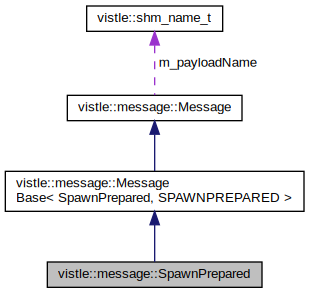 vistle::shm_name_t
m_payloadName
vistle::message::Message
vistle::message::Message
Base< SpawnPrepared, SPAWNPREPARED >
vistle::message::SpawnPrepared